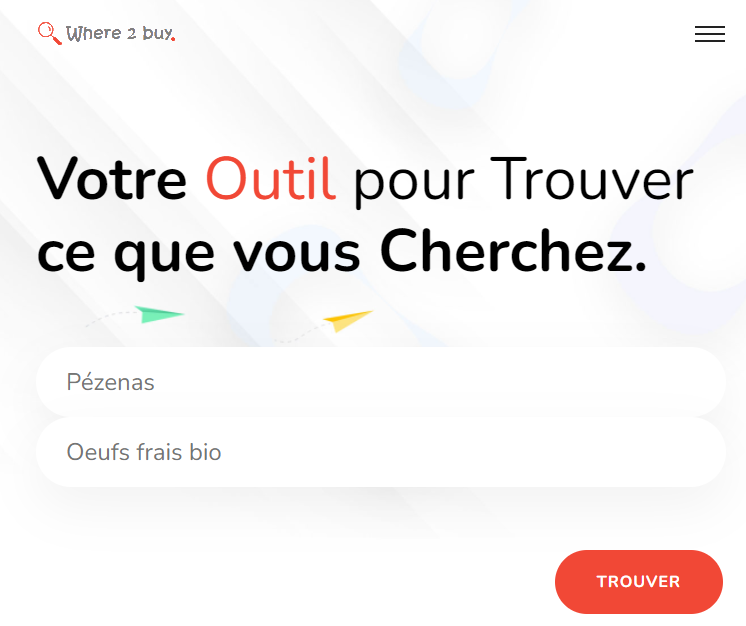 Where 2 buy.
Votre Outil pour Trouver
ce que vous Cherchez.
Pézenas
Oeufs frais bio
TROUVER